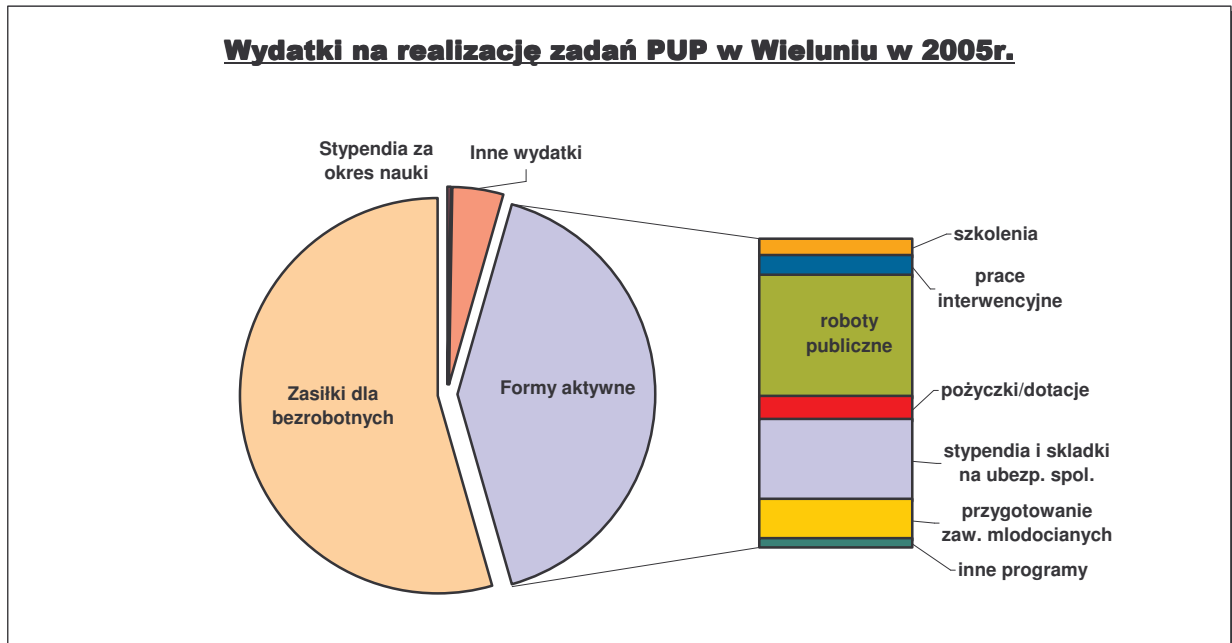 Wydatki na realizację zadań PUP w Wieluniu w 2005r.
Stypendia za
okres nauki
Inne wydatki
Zasiłki dla
bezrobotnych
Formy aktywne
szkolenia
prace
interwencyjne
roboty
publiczne
pożyczki/dotacje
stypendia i skladki
na ubezp. spol.
przygotowanie
zaw. mlodocianych
inne programy